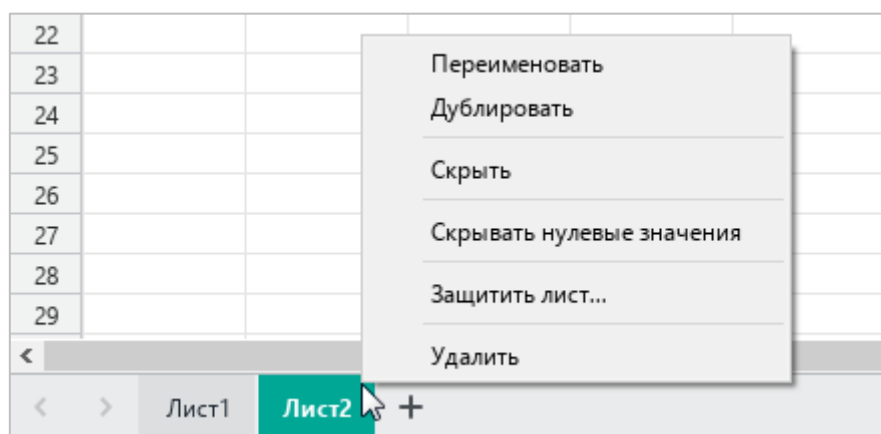 22
Переименовать
23
Дублировать
24
25
Скрыть
26
27
Скрывать нулевые значения
28
Защитить лист...
29
Удалить
Лист1 Лист2